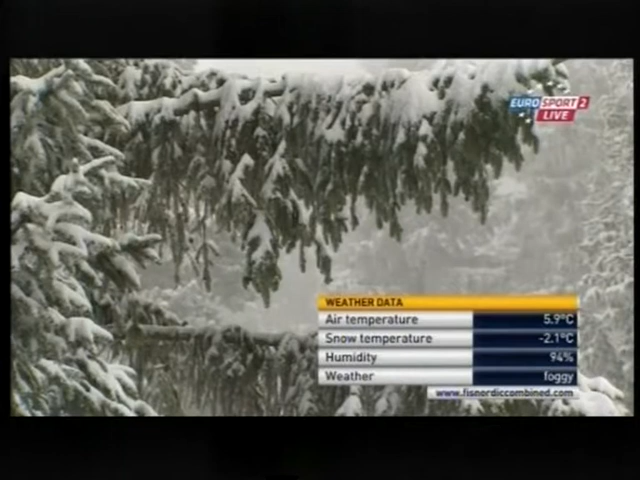 EUROSPORT 2
LIVE
WEATHER DATA
Air temperature 5.9°C
Snow temperature -2.1°C
Humidity 94%
Weather foggy
www.fisnordiccombined.com